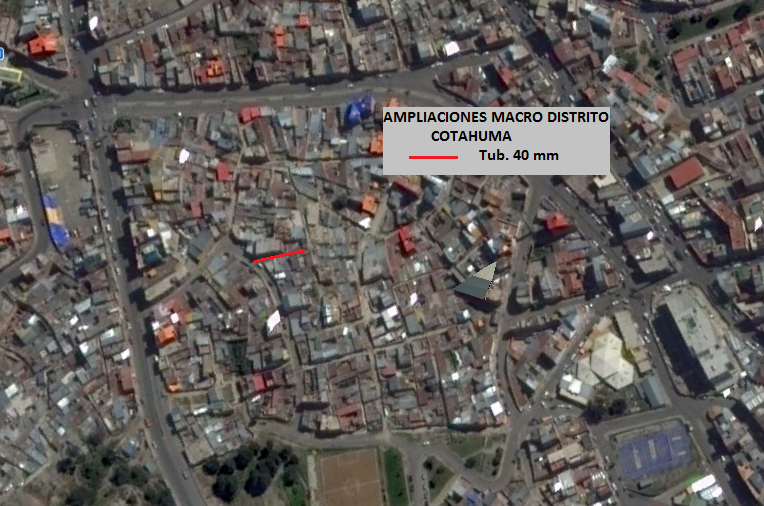 AMPLIACIONES MACRO DISTRITO
COTAHUMA
Tub. 40 mm